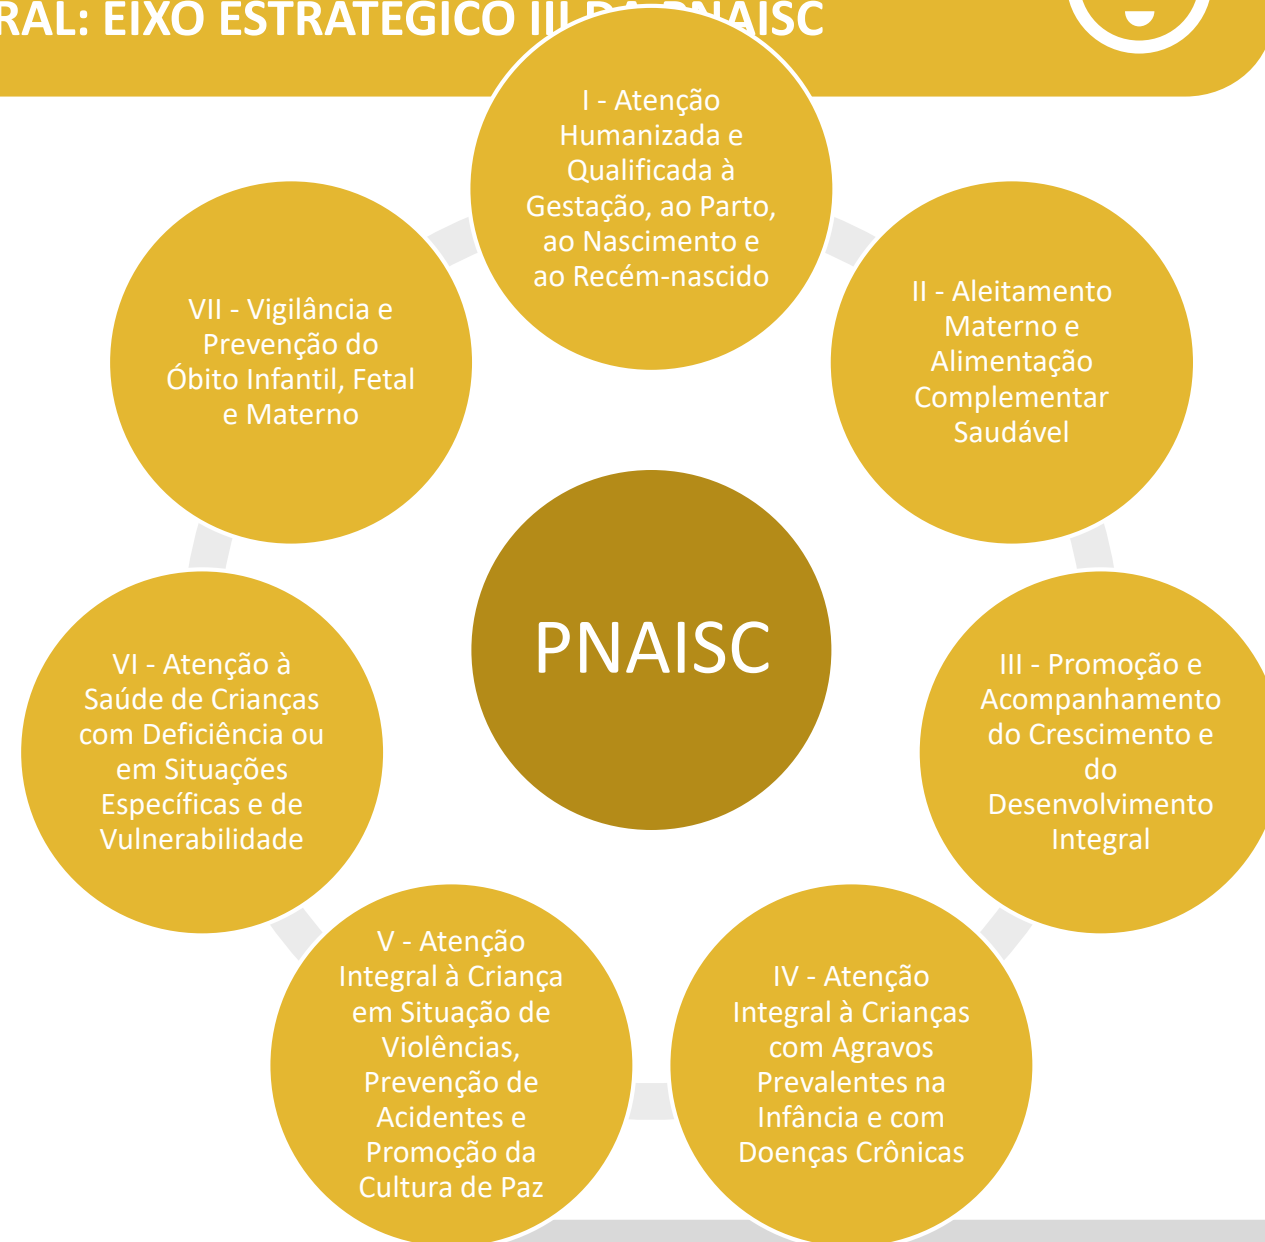 RAL: EIXO ESTRATÉGICO III DA PNAISC
I - Atenção
Humanizada e
Qualificada à
Gestação, ao Parto,
ao Nascimento e
ao Recém-nascido
II - Aleitamento
Materno e
Alimentação
Complementar
Saudável
III - Promoção e
Acompanhamento
do Crescimento e
do
Desenvolvimento
Integral
IV - Atenção
Integral à Crianças
com Agravos
Prevalentes na
Infância e com
Doenças Crônicas
V - Atenção
Integral à Criança
em Situação de
Violências,
Prevenção de
Acidentes e
Promoção da
Cultura de Paz
VI - Atenção à
Saúde de Crianças
com Deficiência ou
em Situações
Específicas e de
Vulnerabilidade
VII - Vigilância e
Prevenção do
Óbito Infantil, Fetal
e Materno
PNAISC